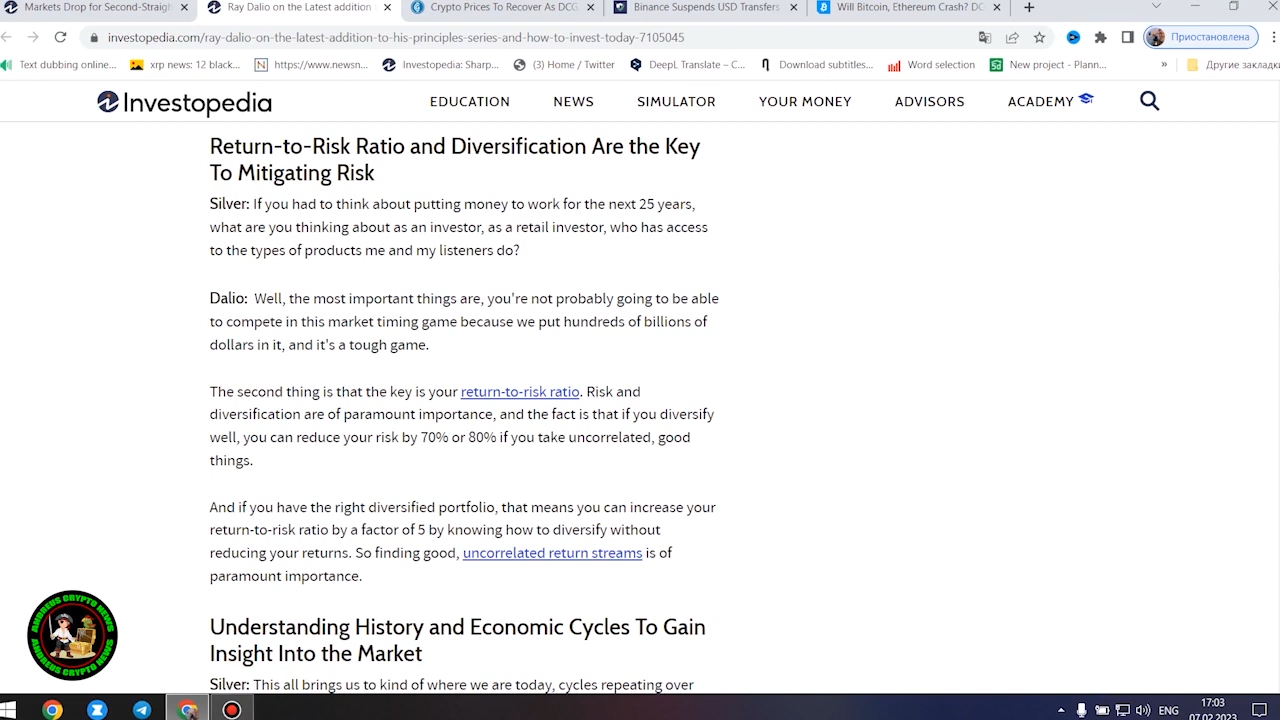 Markets Drop for Second-Straigh
Ray Dalio on the Latest addition
Crypto Prices To Recover As DCG
Binance Suspends USD Transfers
Will Bitcoin, Ethereum Crash? DC
investopedia.com/ray-dalio-on-the-latest-addition-to-his-principles-series-and-how-to-invest-today-7105045
Приостановлена
Text dubbing online...
xrp news: 12 black...
https://www.newsn...
Investopedia: Sharp...
(3) Home / Twitter
DeepL Translate – C...
Download subtitles...
Word selection
New project - Plann...
»
Другие закладки
Investopedia
EDUCATION
NEWS
SIMULATOR
YOUR MONEY
ADVISORS
ACADEMY
Return-to-Risk Ratio and Diversification Are the Key
To Mitigating Risk
Silver: If you had to think about putting money to work for the next 25 years,
what are you thinking about as an investor, as a retail investor, who has access
to the types of products me and my listeners do?
Dalio: Well, the most important things are, you're not probably going to be able
to compete in this market timing game because we put hundreds of billions of
dollars in it, and it's a tough game.
The second thing is that the key is your return-to-risk ratio. Risk and
diversification are of paramount importance, and the fact is that if you diversify
well, you can reduce your risk by 70% or 80% if you take uncorrelated, good
things.
And if you have the right diversified portfolio, that means you can increase your
return-to-risk ratio by a factor of 5 by knowing how to diversify without
reducing your returns. So finding good, uncorrelated return streams is of
paramount importance.
Understanding History and Economic Cycles To Gain
Insight Into the Market
Silver: This all brings us to kind of where we are today, cycles repeating over
ANDREUS CRYPTO NEWS
ANDREUS CRYPTO NEWS
ENG
17:03
07.02.2023